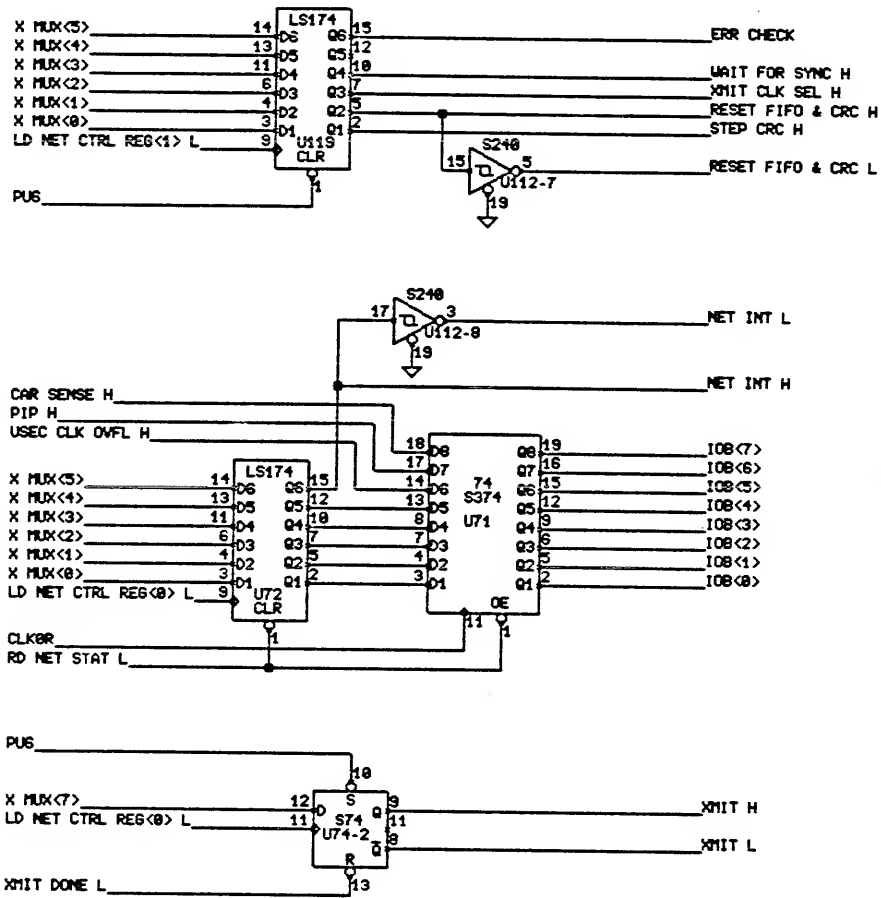 X MUX<5>
X MUX<4>
X MUX<3>
X MUX<2>
X MUX<1>
X MUX<0>
LD NET CTRL REG<1> L
PU6
14
13
11
6
4
3
9
LS174
D6
D5
D4
D3
D2
D1
Q6
Q5
Q4
Q3
Q2
Q1
U119
CLR
1
15
12
10
7
5
2
ERR CHECK
WAIT FOR SYNC H
XMIT CLK SEL H
RESET FIFO & CRC H
STEP CRC H
S240
15
5
U112-7
19
RESET FIFO & CRC L
S240
17
3
U112-8
19
NET INT L
NET INT H
CAR SENSE H
PIP H
USEC CLK OVFL H
X MUX<5>
X MUX<4>
X MUX<3>
X MUX<2>
X MUX<1>
X MUX<0>
LD NET CTRL REG<0> L
CLK0R
RD NET STAT L
14
13
11
6
4
3
9
LS174
D6
D5
D4
D3
D2
D1
Q6
Q5
Q4
Q3
Q2
Q1
U72
CLR
1
15
12
10
7
5
2
18
17
14
13
8
7
4
3
D8
D7
D6
D5
D4
D3
D2
D1
74
S374
U71
Q8
Q7
Q6
Q5
Q4
Q3
Q2
Q1
OE
11
1
19
16
15
12
9
6
5
2
IOB<7>
IOB<6>
IOB<5>
IOB<4>
IOB<3>
IOB<2>
IOB<1>
IOB<0>
PU6
X MUX<7>
LD NET CTRL REG<0> L
XMIT DONE L
10
12
11
S
D
Q
S74
U74-2
Q
R
13
9
11
8
XMIT H
XMIT L